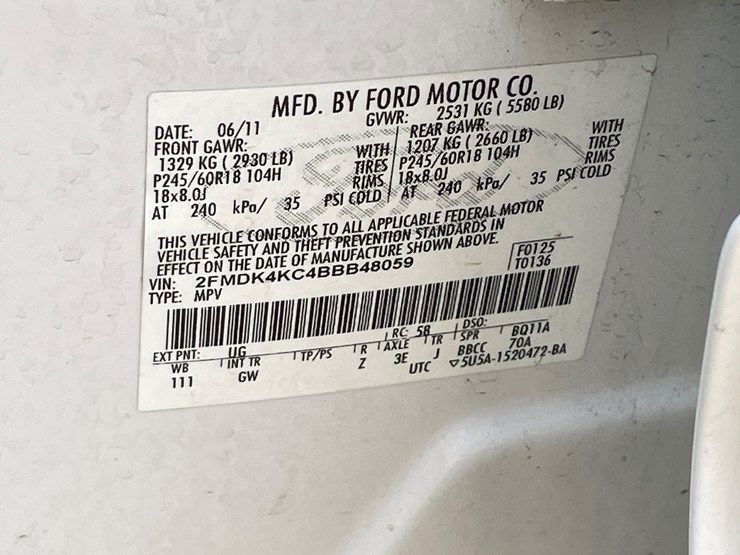 MFD. BY FORD MOTOR CO.
DATE: 06/11 GVWR: 2531 KG ( 5580 LB)
FRONT GAWR: REAR GAWR:
1329 KG ( 2930 LB) WITH 1207 KG ( 2660 LB) WITH
P245/60R18 104H TIRES P245/60R18 104H TIRES
18x8.0J RIMS 18x8.0J RIMS
AT 240 kPa/ 35 PSI COLD AT 240 kPa/ 35 PSI COLD
THIS VEHICLE CONFORMS TO ALL APPLICABLE FEDERAL MOTOR
VEHICLE SAFETY AND THEFT PREVENTION STANDARDS IN
EFFECT ON THE DATE OF MANUFACTURE SHOWN ABOVE.
VIN: 2FMDK4KC4BBB48059 F0125
TYPE: MPV T0136
EXT PNT: UG RC: 58 DSO:
WB INT TR TP/PS R AXLE TR SPR BQ11A
111 GW Z 3E J BBCC 70A
UTC ▽5U5A-1520472-BA